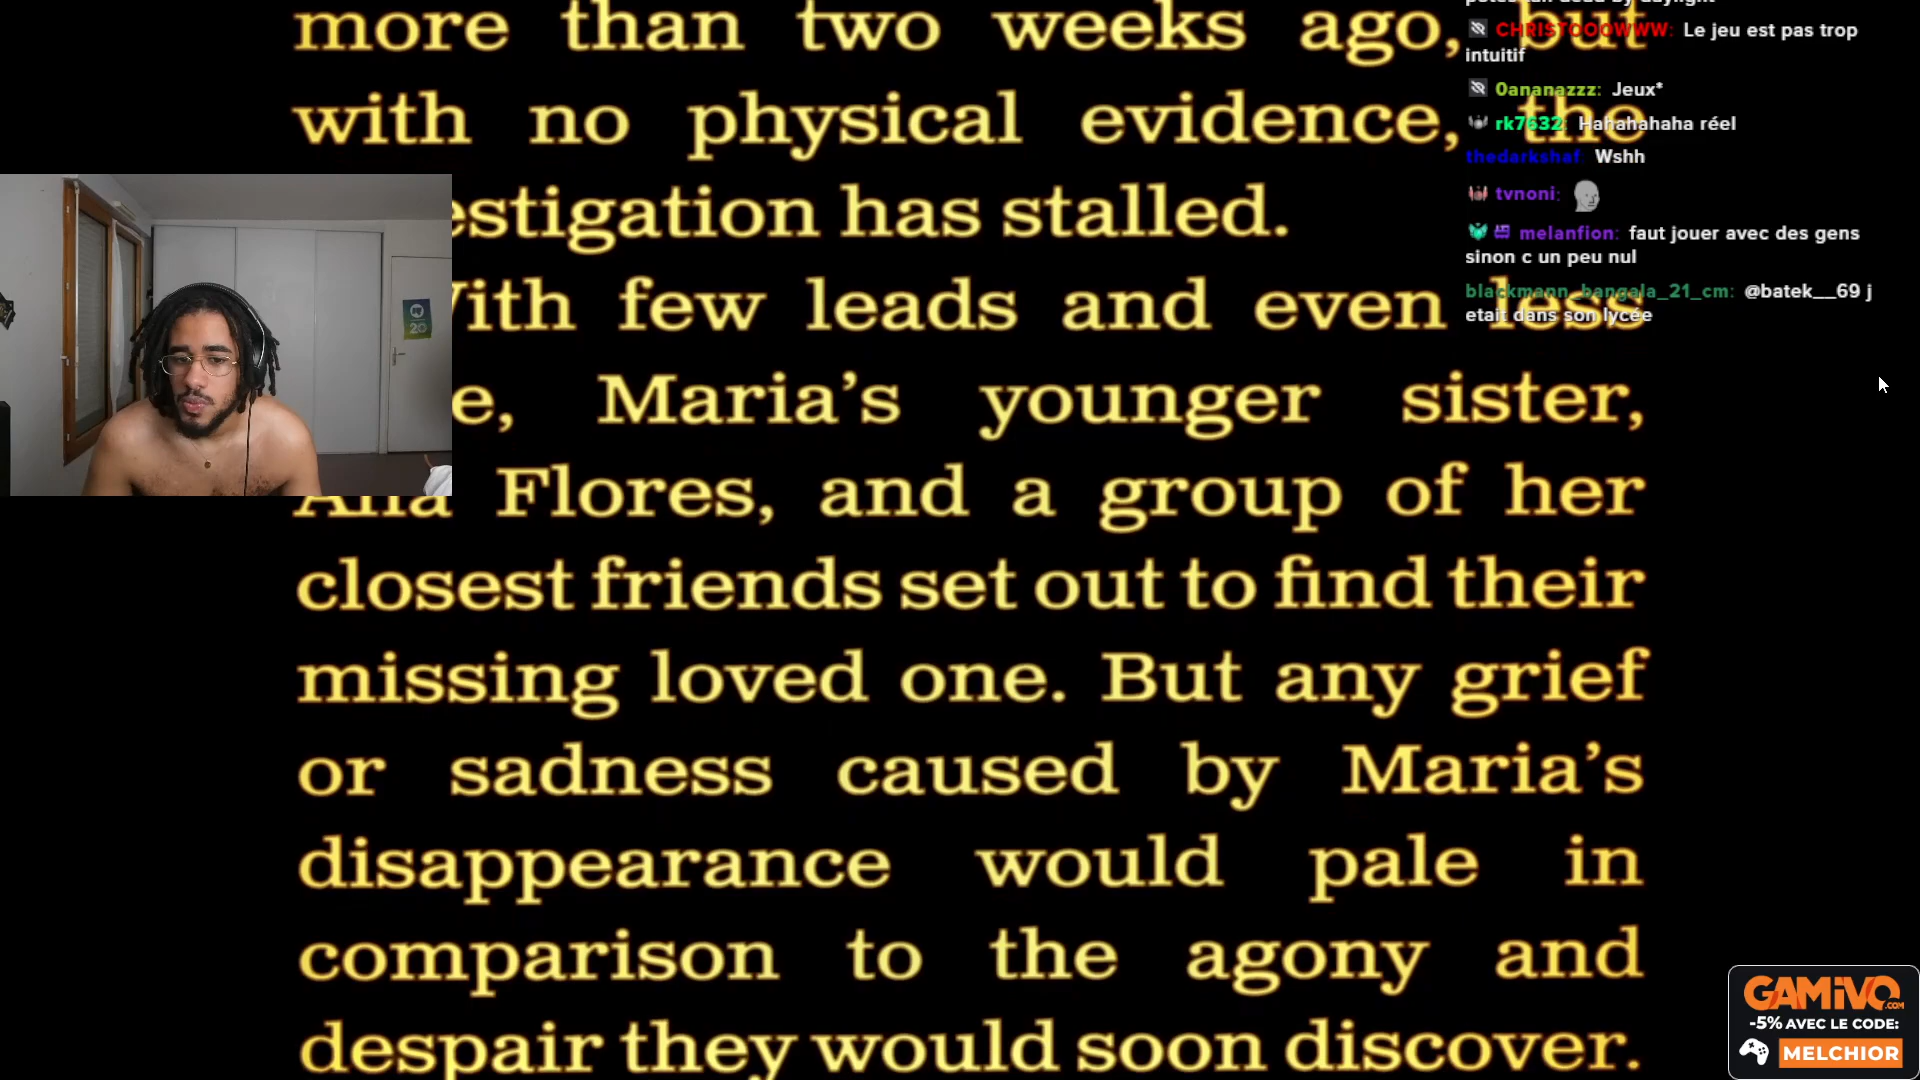 more than two weeks ago, but
with no physical evidence, the
estigation has stalled.
ith few leads and even less
e, Maria's younger sister,
Ana Flores, and a group of her
closest friends set out to find their
missing loved one. But any grief
or sadness caused by Maria's
disappearance would pale in
comparison to the agony and
despair they would soon discover.
CHRISTOOOWWW: Le jeu est pas trop
intuitif
0ananazzz: Jeux*
rk7632: Hahahahaha réel
thedarkshaf: Wshh
tvnoni:
melanfion: faut jouer avec des gens
sinon c un peu nul
blackmann_bangala_21_cm: @batek__69 j
etait dans son lycée
20
GAMIVO.COM
-5% AVEC LE CODE:
MELCHIOR